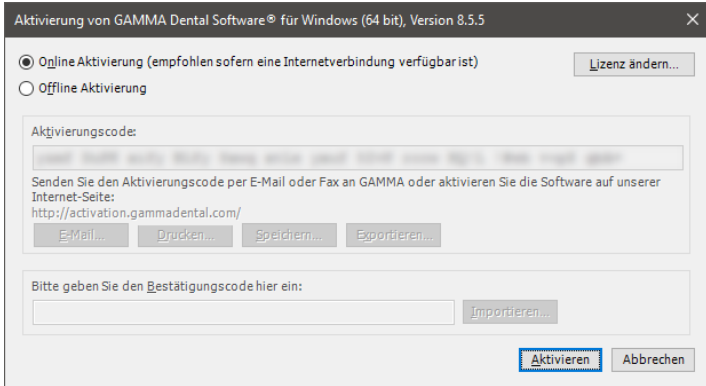 Aktivierung von GAMMA Dental Software® für Windows (64 bit), Version 8.5.5
Online Aktivierung (empfohlen sofern eine Internetverbindung verfügbar ist)
Lizenz ändern...
Offline Aktivierung
Aktivierungscode:
Senden Sie den Aktivierungscode per E-Mail oder Fax an GAMMA oder aktivieren Sie die Software auf unserer
Internet-Seite:
http://activation.gammadental.com/
E-Mail... Drucken... Speichern... Exportieren...
Bitte geben Sie den Bestätigungscode hier ein:
Importieren...
Aktivieren Abbrechen